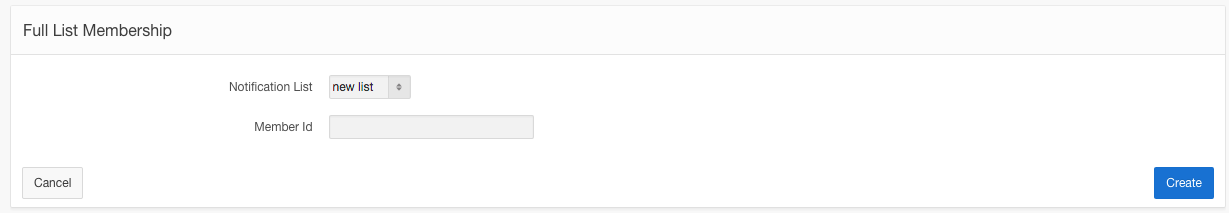 Full List Membership
Notification List new list
Member Id
Cancel Create